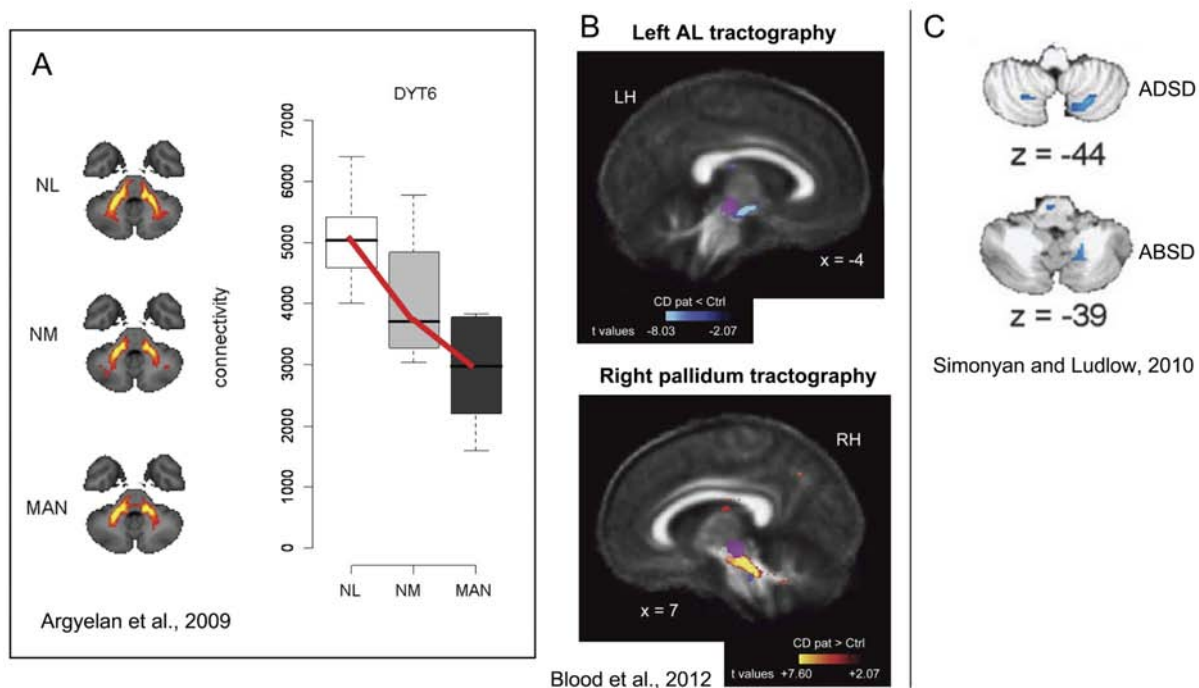 A
DYT6
NL
NM
MAN
connectivity
7000
6000
5000
4000
3000
2000
1000
0
NL NM MAN
Argyelan et al., 2009
B
Left AL tractography
LH
x = -4
CD pat < Ctrl
t values -8.03 -2.07
Right pallidum tractography
RH
x = 7
CD pat > Ctrl
t values +7.60 +2.07
Blood et al., 2012
C
ADSD
z = -44
ABSD
z = -39
Simonyan and Ludlow, 2010